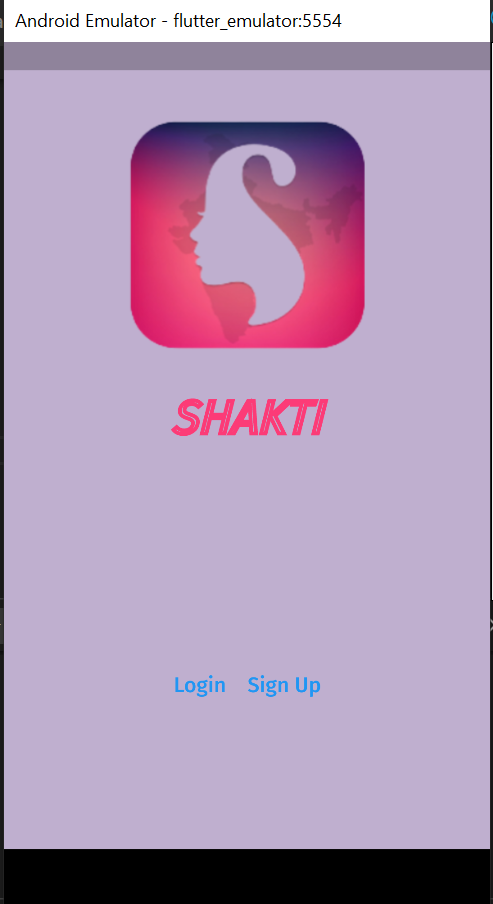 Android Emulator - flutter_emulator:5554
SHAKTI
Login Sign Up